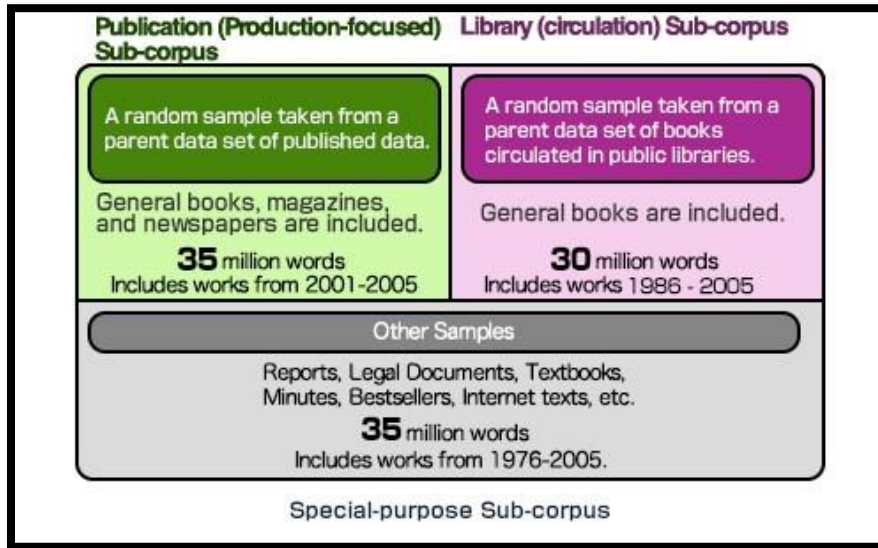 Publication (Production-focused)
Sub-corpus
Library (circulation) Sub-corpus
A random sample taken from a
parent data set of published data.
General books, magazines,
and newspapers are included.
35 million words
Includes works from 2001-2005
A random sample taken from a
parent data set of books
circulated in public libraries.
General books are included.
30 million words
Includes works 1986 - 2005
Other Samples
Reports, Legal Documents, Textbooks,
Minutes, Bestsellers, Internet texts, etc.
35 million words
Includes works from 1976-2005.
Special-purpose Sub-corpus